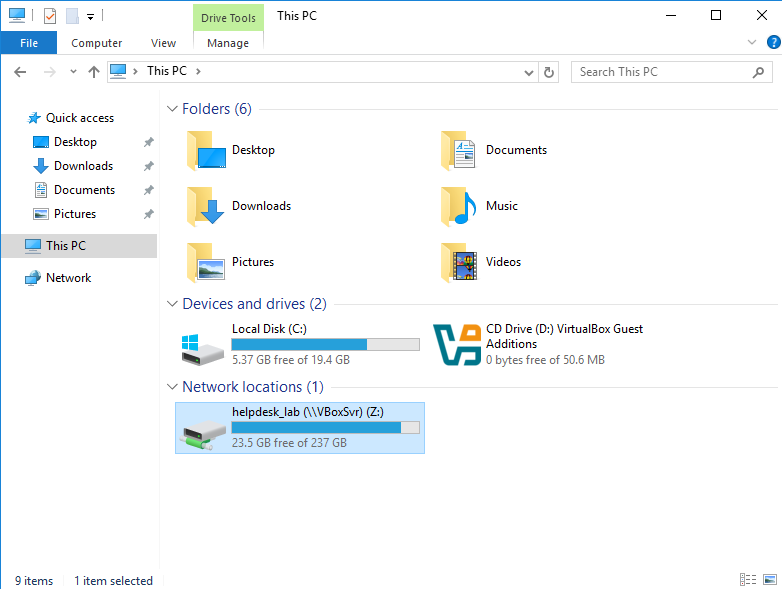 Drive Tools
This PC
File
Computer
View
Manage
This PC
Search This PC
Quick access
Desktop
Downloads
Documents
Pictures
This PC
Network
Folders (6)
Desktop
Documents
Downloads
Music
Pictures
Videos
Devices and drives (2)
Local Disk (C:)
5.37 GB free of 19.4 GB
CD Drive (D:) VirtualBox Guest
Additions
0 bytes free of 50.6 MB
Network locations (1)
helpdesk_lab (\\VBoxSvr) (Z:)
23.5 GB free of 237 GB
9 items
1 item selected